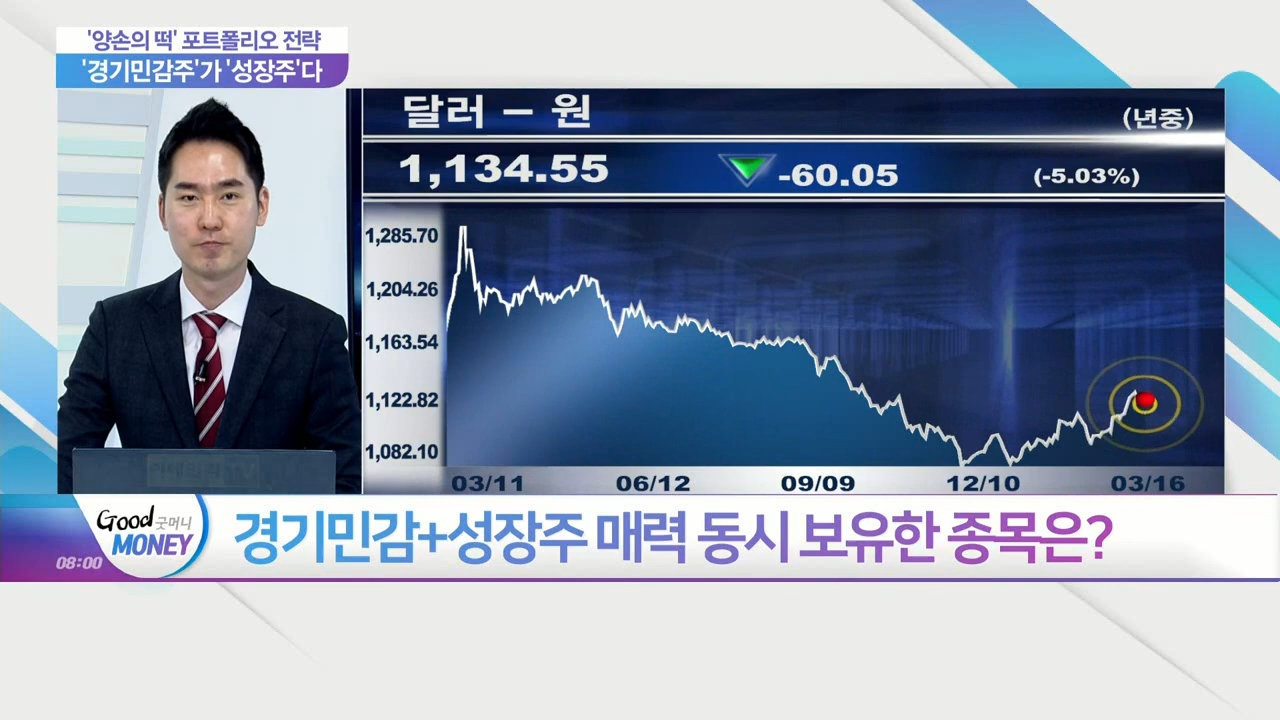 '양손의 떡' 포트폴리오 전략
'경기민감주'가 '성장주'다
달러 – 원
(년중)
1,134.55
-60.05
(-5.03%)
1,285.70
1,204.26
1,163.54
1,122.82
1,082.10
03/11
06/12
09/09
12/10
03/16
Good 굿머니
MONEY
08:00
경기민감+성장주 매력 동시 보유한 종목은?